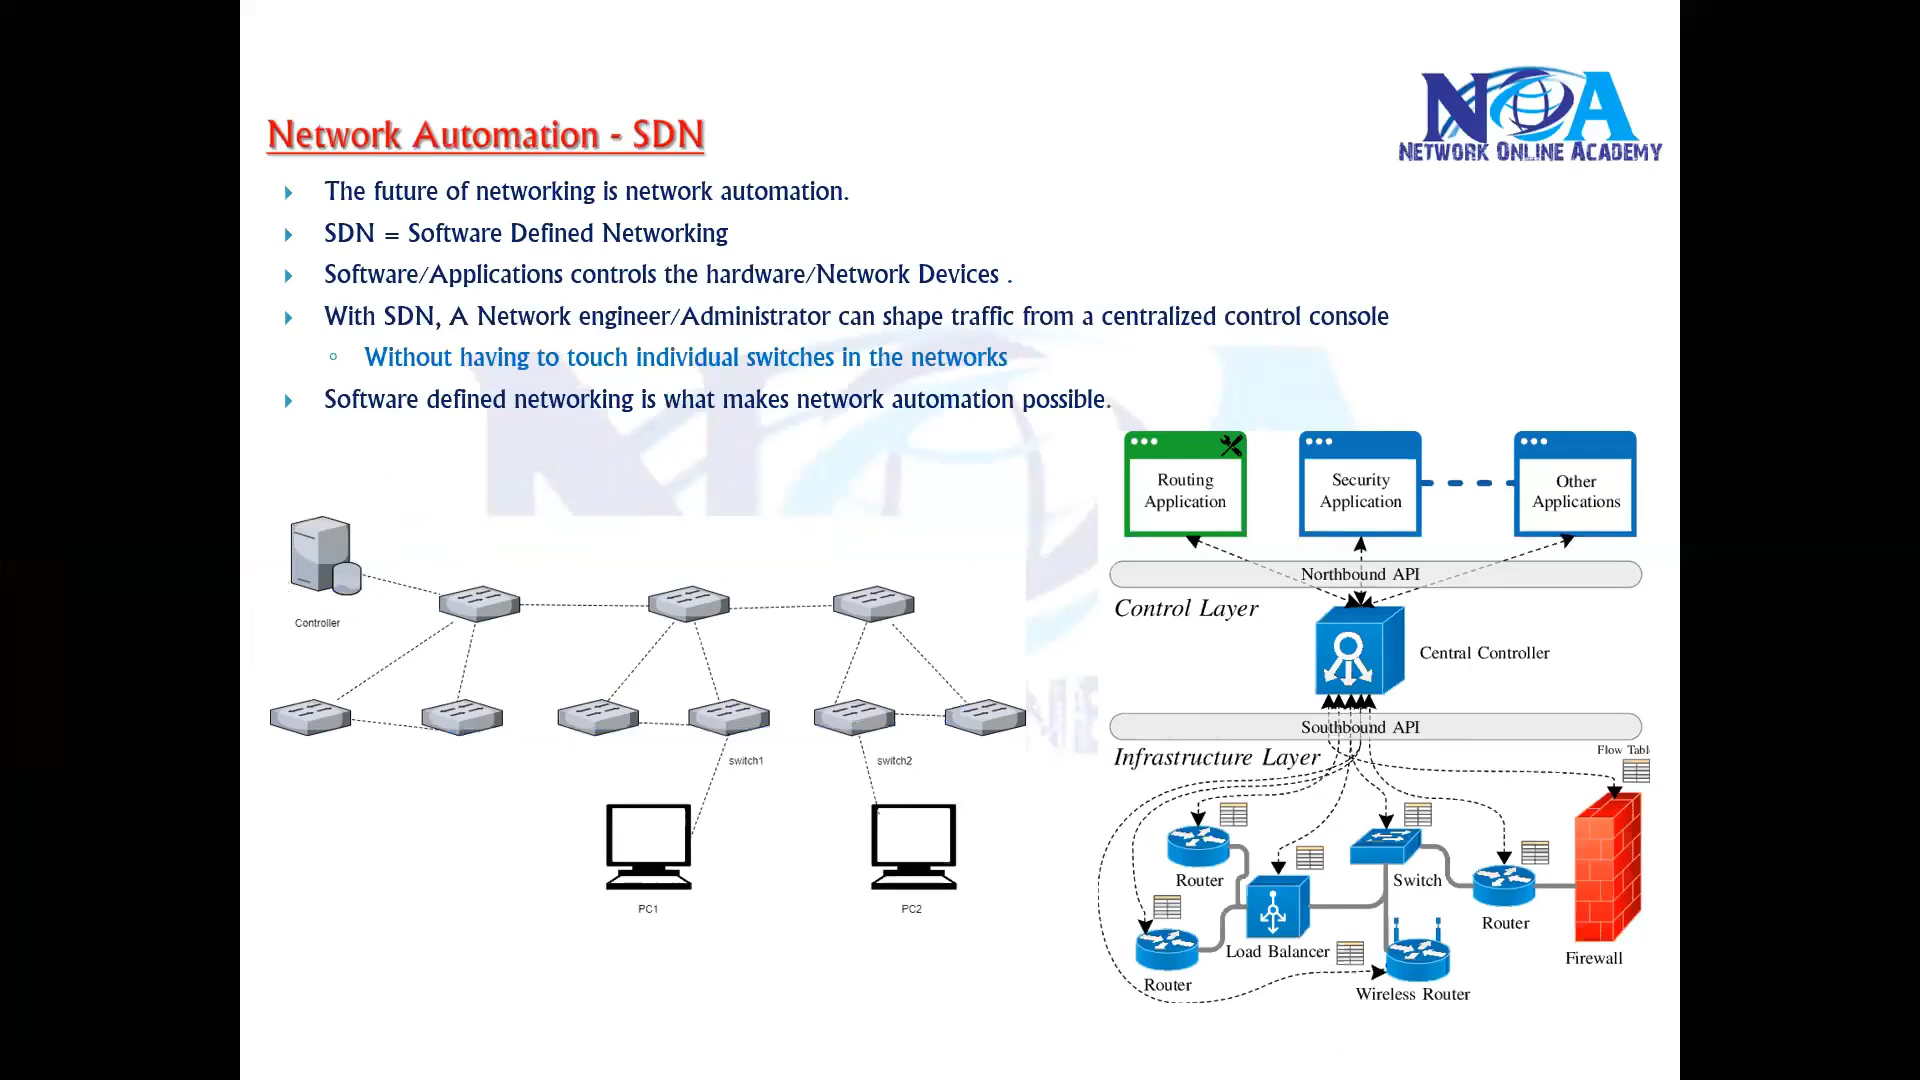 NOA
NETWORK ONLINE ACADEMY
Network Automation - SDN
The future of networking is network automation.
SDN = Software Defined Networking
Software/Applications controls the hardware/Network Devices .
With SDN, A Network engineer/Administrator can shape traffic from a centralized control console
Without having to touch individual switches in the networks
Software defined networking is what makes network automation possible.
Controller
switch1
switch2
PC1
PC2
Routing
Application
Security
Application
Other
Applications
Northbound API
Control Layer
Central Controller
Southbound API
Infrastructure Layer
Flow Tabl
Router
Switch
Router
Load Balancer
Router
Firewall
Wireless Router